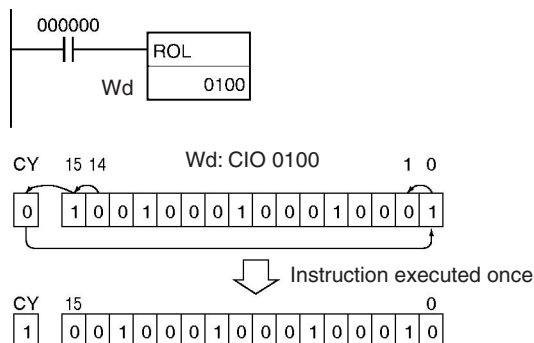 000000
ROL
Wd 0100
CY 15 14 Wd: CIO 0100 1 0
0 1 0 0 1 0 0 0 1 0 0 0 1 0 0 0 1
Instruction executed once
CY 15 0
1 0 0 1 0 0 0 1 0 0 0 1 0 0 0 1 0